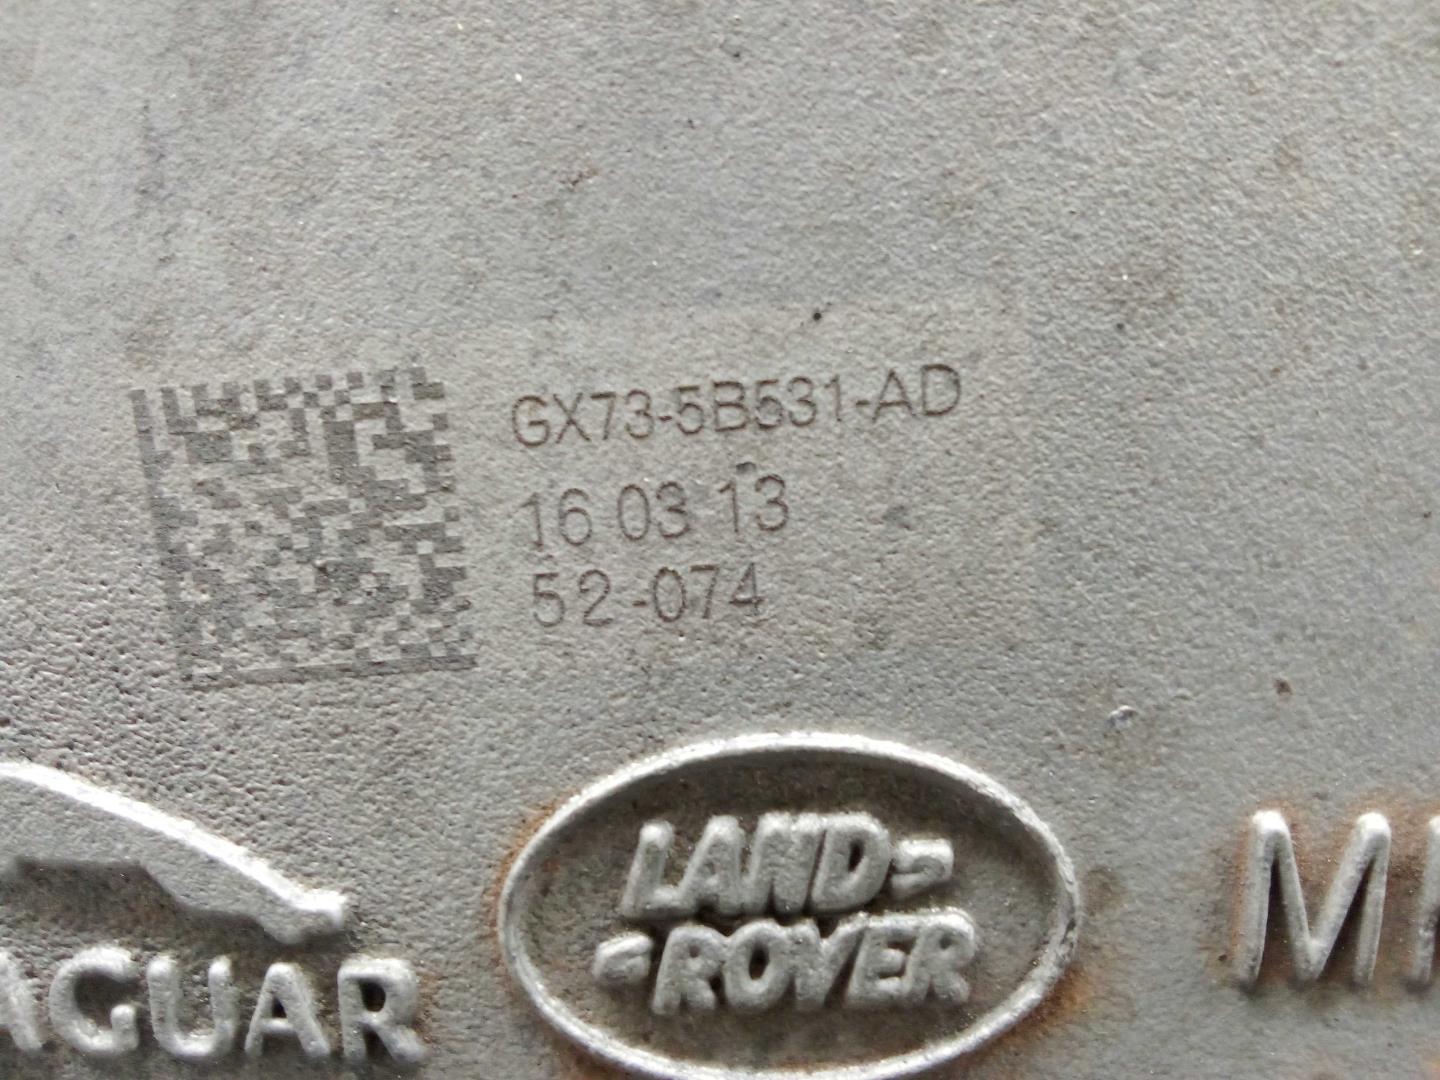 GX73-5B531-AD
16 03 13
52-074
AGUAR
LAND
ROVER
M